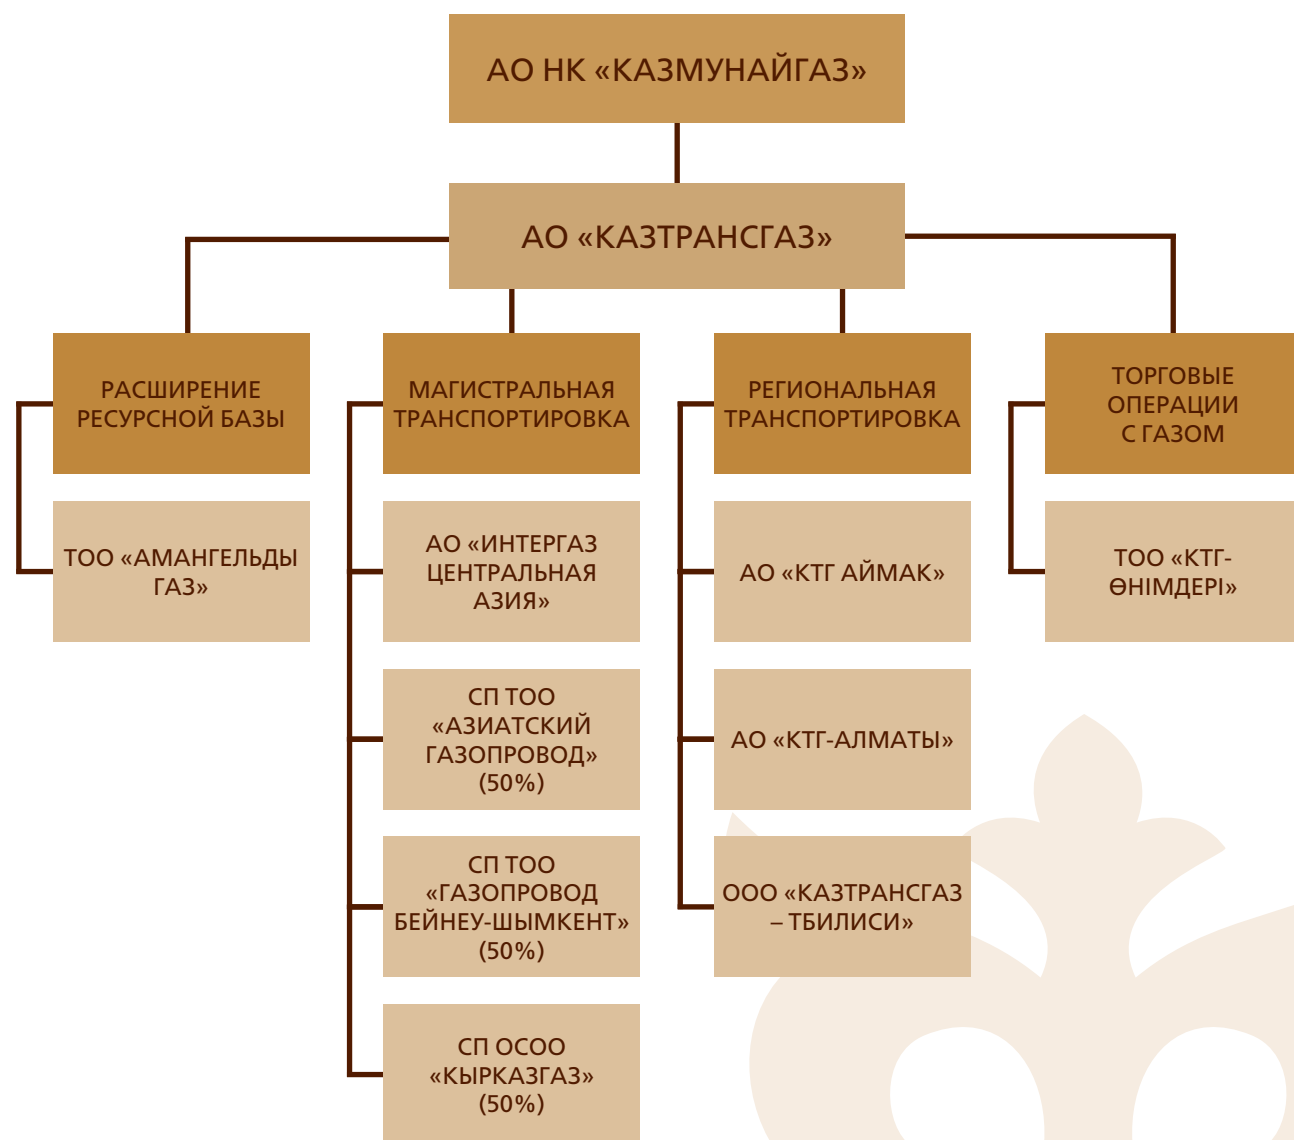 АО НК «КАЗМУНАЙГАЗ»
АО «КАЗТРАНСГАЗ»
РАСШИРЕНИЕ
РЕСУРСНОЙ БАЗЫ
ТОО «АМАНГЕЛЬДЫ
ГАЗ»
МАГИСТРАЛЬНАЯ
ТРАНСПОРТИРОВКА
АО «ИНТЕРГАЗ
ЦЕНТРАЛЬНАЯ
АЗИЯ»
СП ТОО
«АЗИАТСКИЙ
ГАЗОПРОВОД»
(50%)
СП ТОО
«ГАЗОПРОВОД
БЕЙНЕУ-ШЫМКЕНТ»
(50%)
СП ОСОО
«КЫРКАЗГАЗ»
(50%)
РЕГИОНАЛЬНАЯ
ТРАНСПОРТИРОВКА
АО «КТГ АЙМАК»
АО «КТГ-АЛМАТЫ»
ООО «КАЗТРАНСГАЗ
– ТБИЛИСИ»
ТОРГОВЫЕ
ОПЕРАЦИИ
С ГАЗОМ
ТОО «КТГ-
ӨНІМДЕРІ»